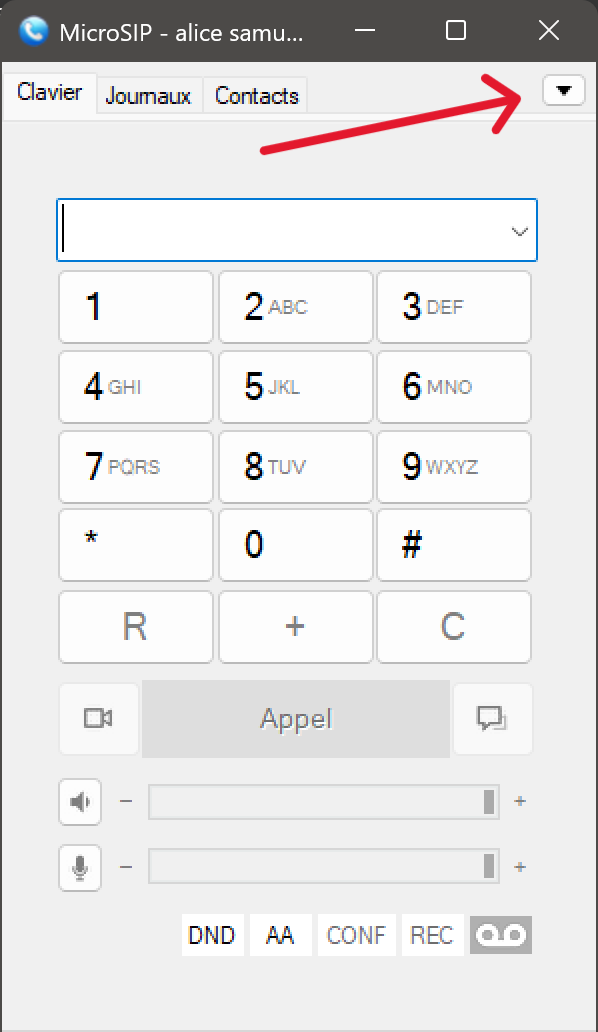 MicroSIP - alice samu...
Clavier Journaux Contacts
1 2 ABC 3 DEF
4 GHI 5 JKL 6 MNO
7 PQRS 8 TUV 9 WXYZ
* 0 #
R + C
Appel
- +
- +
DND AA CONF REC